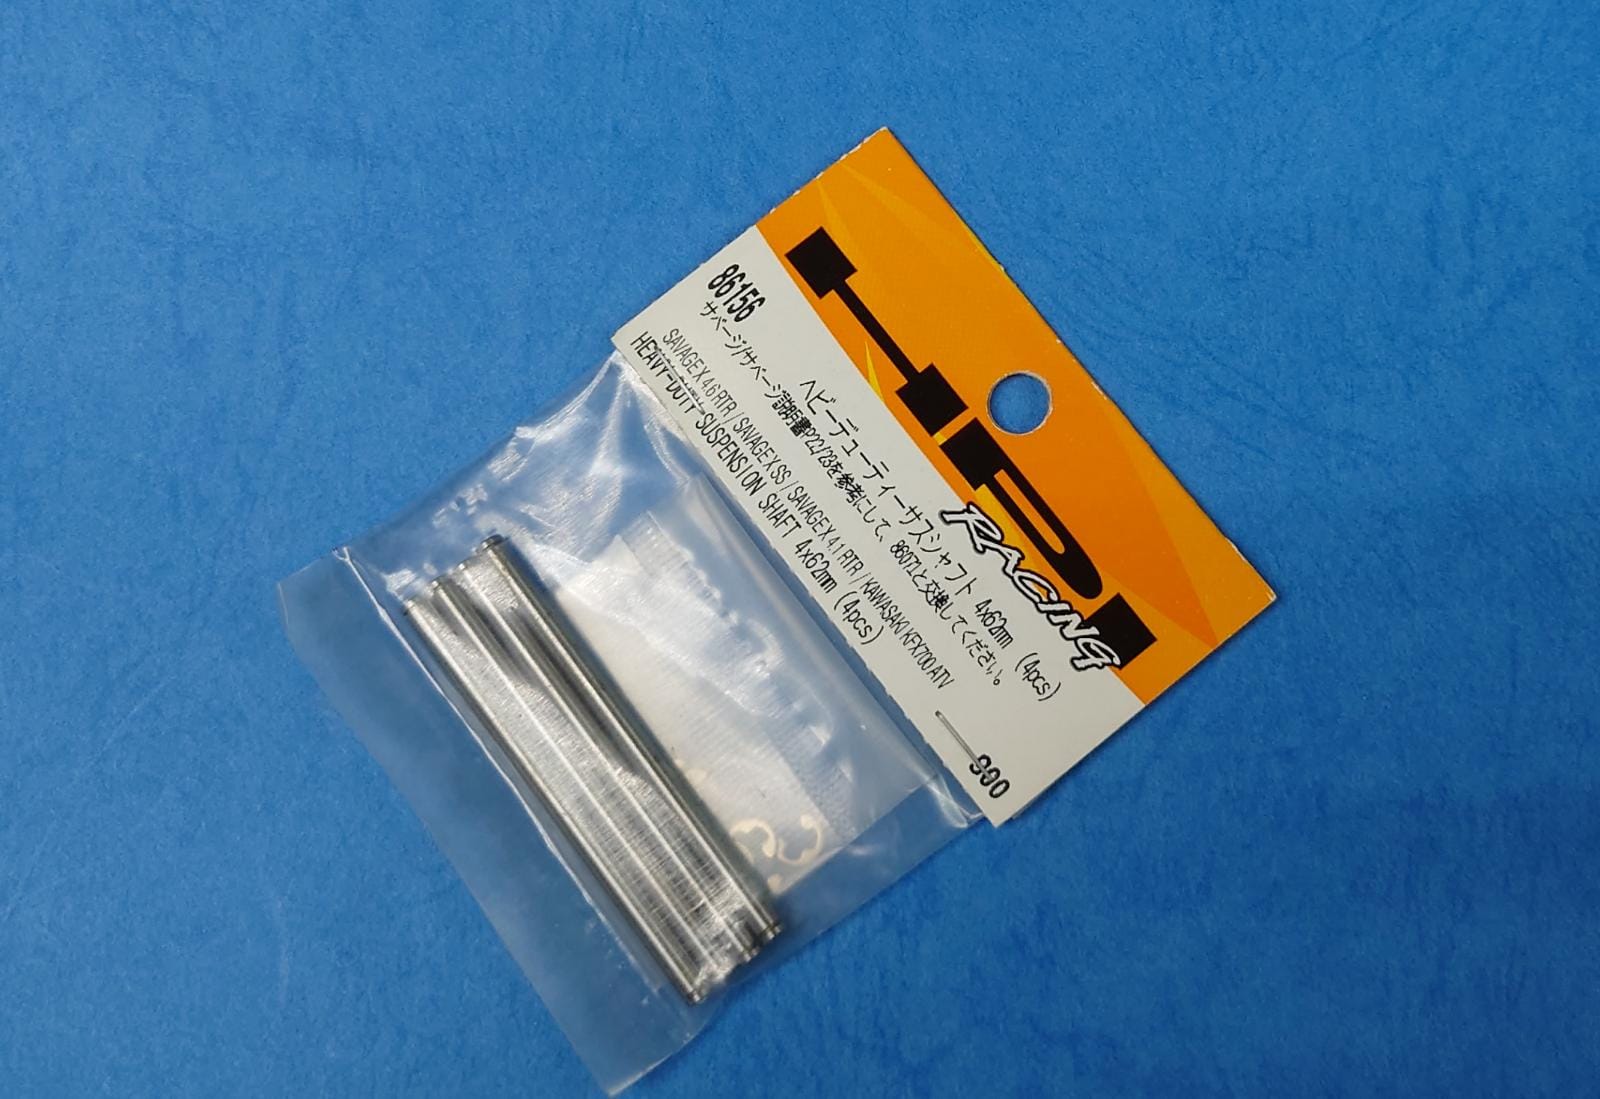 HPI
RACING
86156
ヘビーデューティーサスシャフト 4x62mm (4pcs)
サベージ/サベージ説明書P22/23を参考にして、86071と交換してください。
SAVAGE X 4.6 RTR / SAVAGE X SS / SAVAGE X 4.1 RTR / KAWASAKI KFX700 ATV
HEAVY-DUTY SUSPENSION SHAFT 4x62mm (4pcs)
900